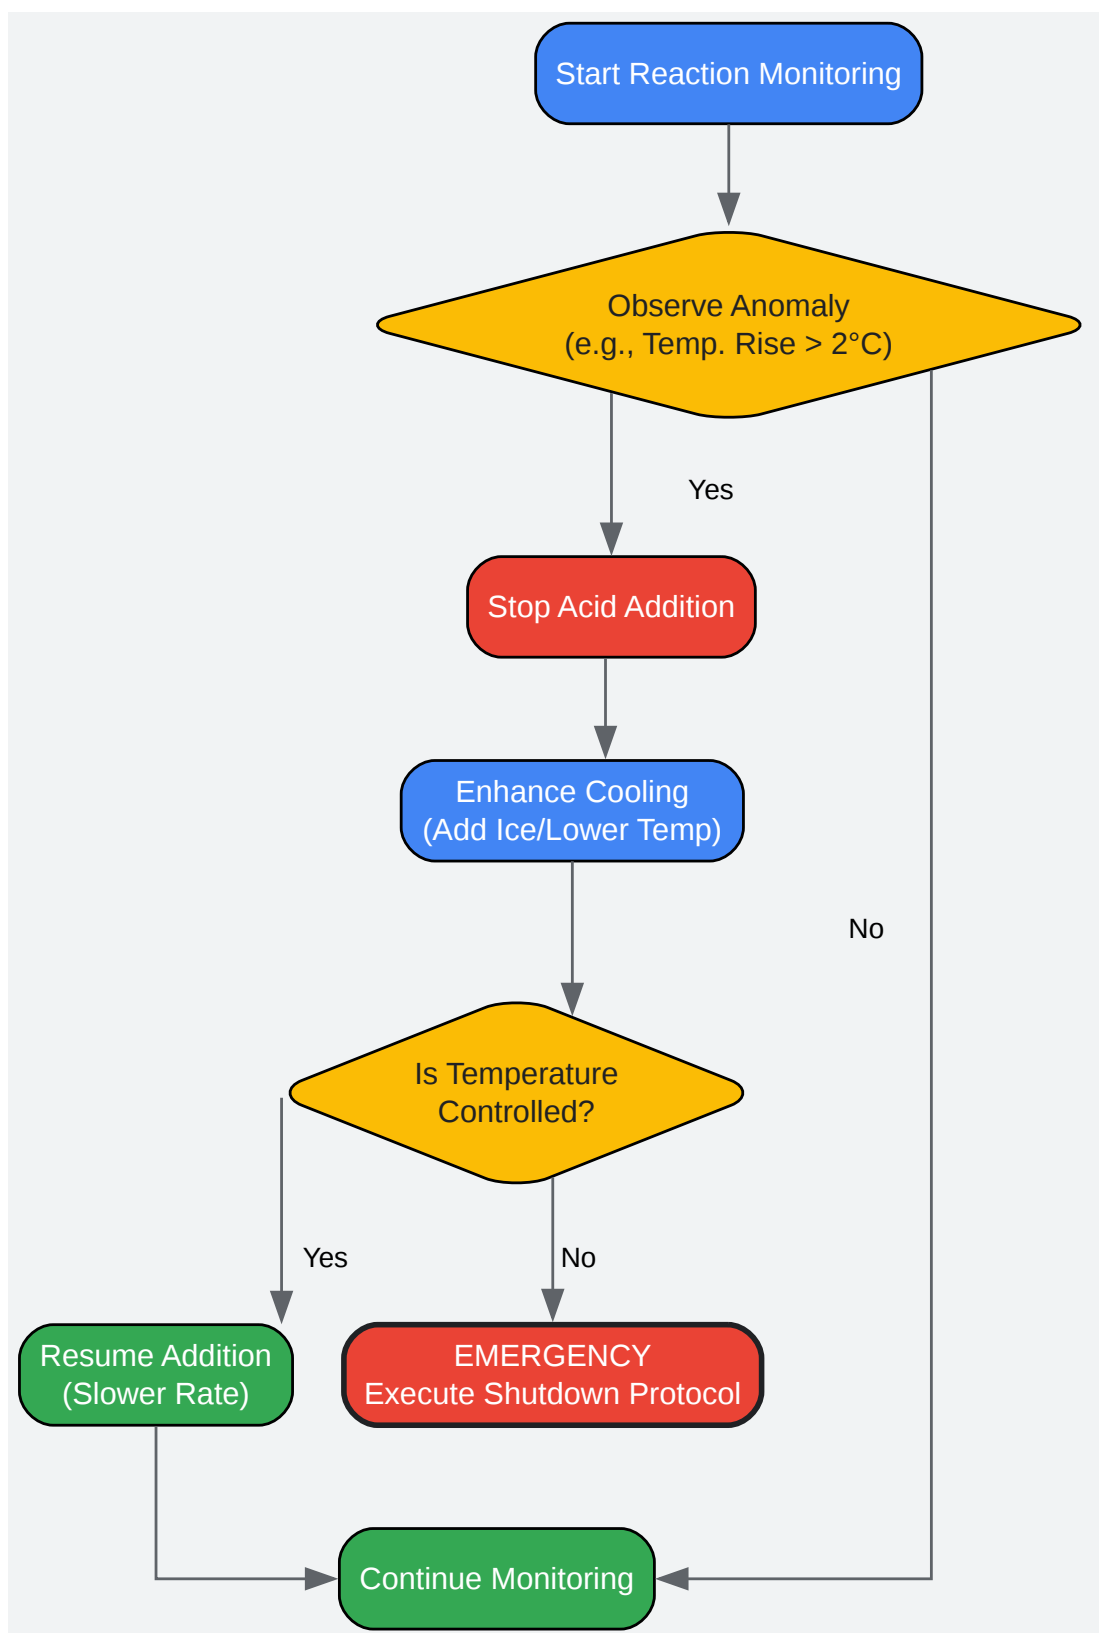 Start Reaction Monitoring
Observe Anomaly
(e.g., Temp. Rise > 2°C)
Yes
Stop Acid Addition
Enhance Cooling
(Add Ice/Lower Temp)
No
Is Temperature
Controlled?
Yes
No
Resume Addition
(Slower Rate)
EMERGENCY
Execute Shutdown Protocol
Continue Monitoring